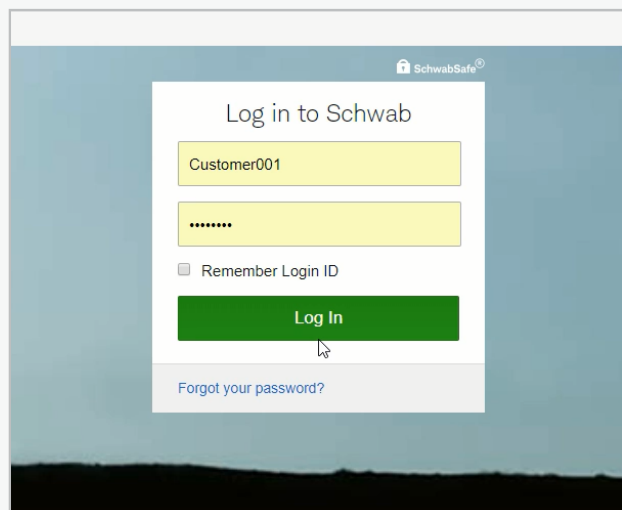 SchwabSafe®
Log in to Schwab
Customer001
••••••••
Remember Login ID
Log In
Forgot your password?